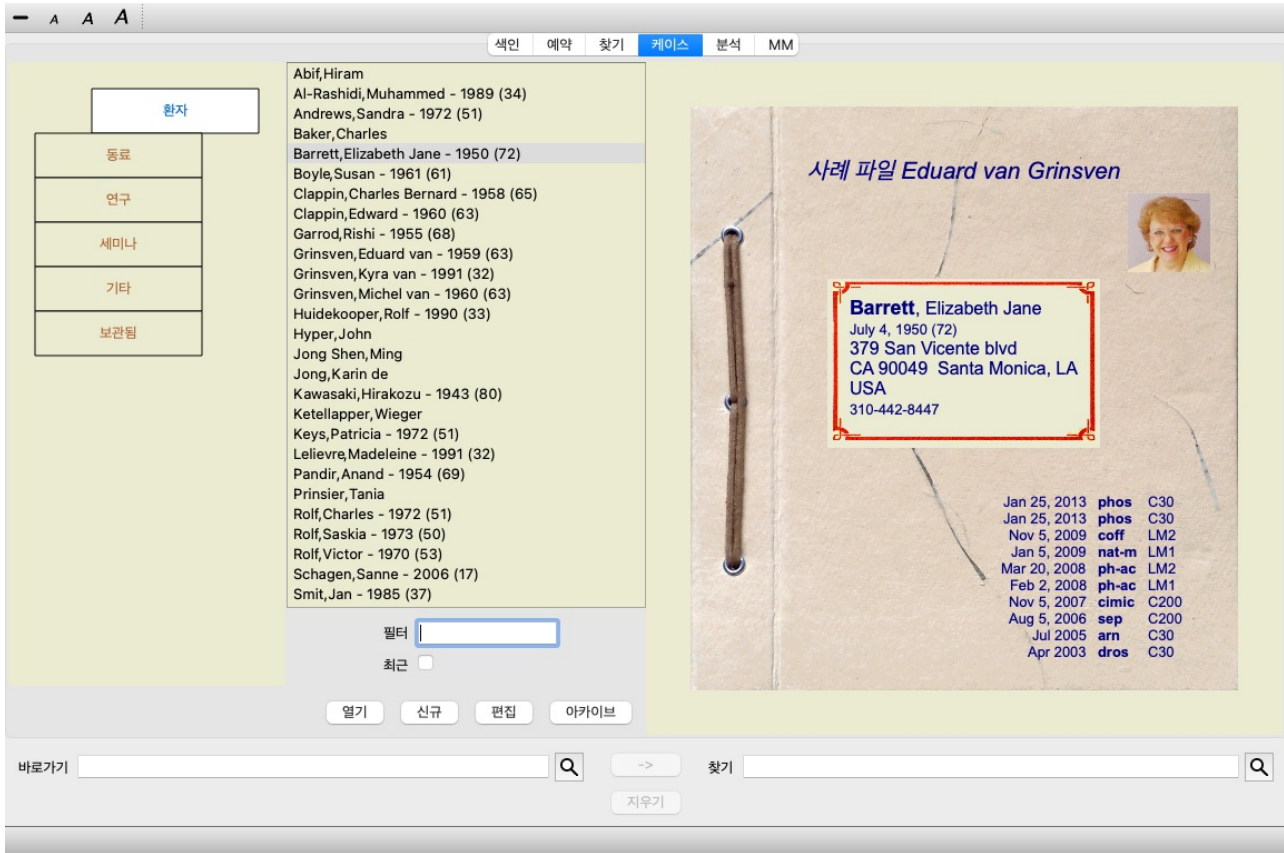 A A A
색인 예약 찾기 케이스 분석 MM
환자
동료
연구
세미나
기타
보관됨
Abif,Hiram
Al-Rashidi,Muhammed - 1989 (34)
Andrews,Sandra - 1972 (51)
Baker,Charles
Barrett,Elizabeth Jane - 1950 (72)
Boyle,Susan - 1961 (61)
Clappin,Charles Bernard - 1958 (65)
Clappin,Edward - 1960 (63)
Garrod,Rishi - 1955 (68)
Grinsven,Eduard van - 1959 (63)
Grinsven,Kyra van - 1991 (32)
Grinsven,Michel van - 1960 (63)
Huidekooper,Rolf - 1990 (33)
Hyper,John
Jong Shen,Ming
Jong,Karin de
Kawasaki,Hirakozu - 1943 (80)
Ketellapper,Wieger
Keys,Patricia - 1972 (51)
Lelievre,Madeleine - 1991 (32)
Pandir,Anand - 1954 (69)
Prinsier,Tania
Rolf,Charles - 1972 (51)
Rolf,Saskia - 1973 (50)
Rolf,Victor - 1970 (53)
Schagen,Sanne - 2006 (17)
Smit,Jan - 1985 (37)
필터
최근
열기 신규 편집 아카이브
사례 파일 Eduard van Grinsven
Barrett, Elizabeth Jane
July 4, 1950 (72)
379 San Vicente blvd
CA 90049 Santa Monica, LA
USA
310-442-8447
Jan 25, 2013 phos C30
Jan 25, 2013 phos C30
Nov 5, 2009 coff LM2
Jan 5, 2009 nat-m LM1
Mar 20, 2008 ph-ac LM2
Feb 2, 2008 ph-ac LM1
Nov 5, 2007 cimic C200
Aug 5, 2006 sep C200
Jul 2005 arn C30
Apr 2003 dros C30
바로가기 -> 찾기
지우기